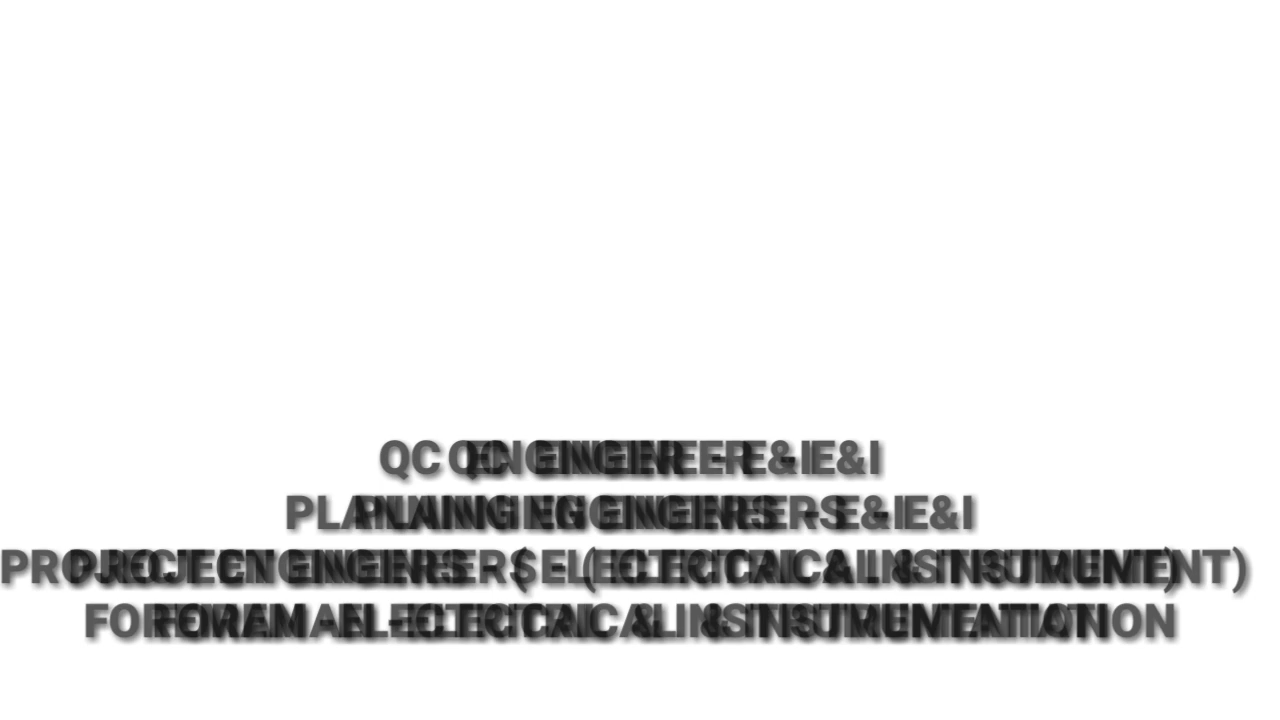 QC ENGINEER - E&I
PLANNING ENGINEERS - E&I
PROJECT ENGINEERS - (ELECTRICAL & INSTRUMENT)
FOREMAN - ELECTRICAL & INSTRUMENTATION